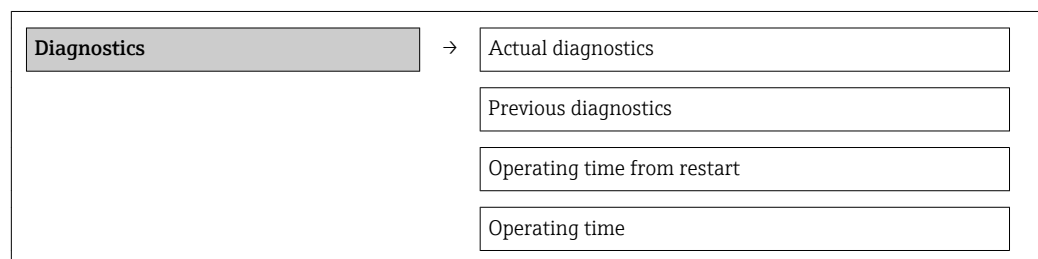 Diagnostics → Actual diagnostics
Previous diagnostics
Operating time from restart
Operating time